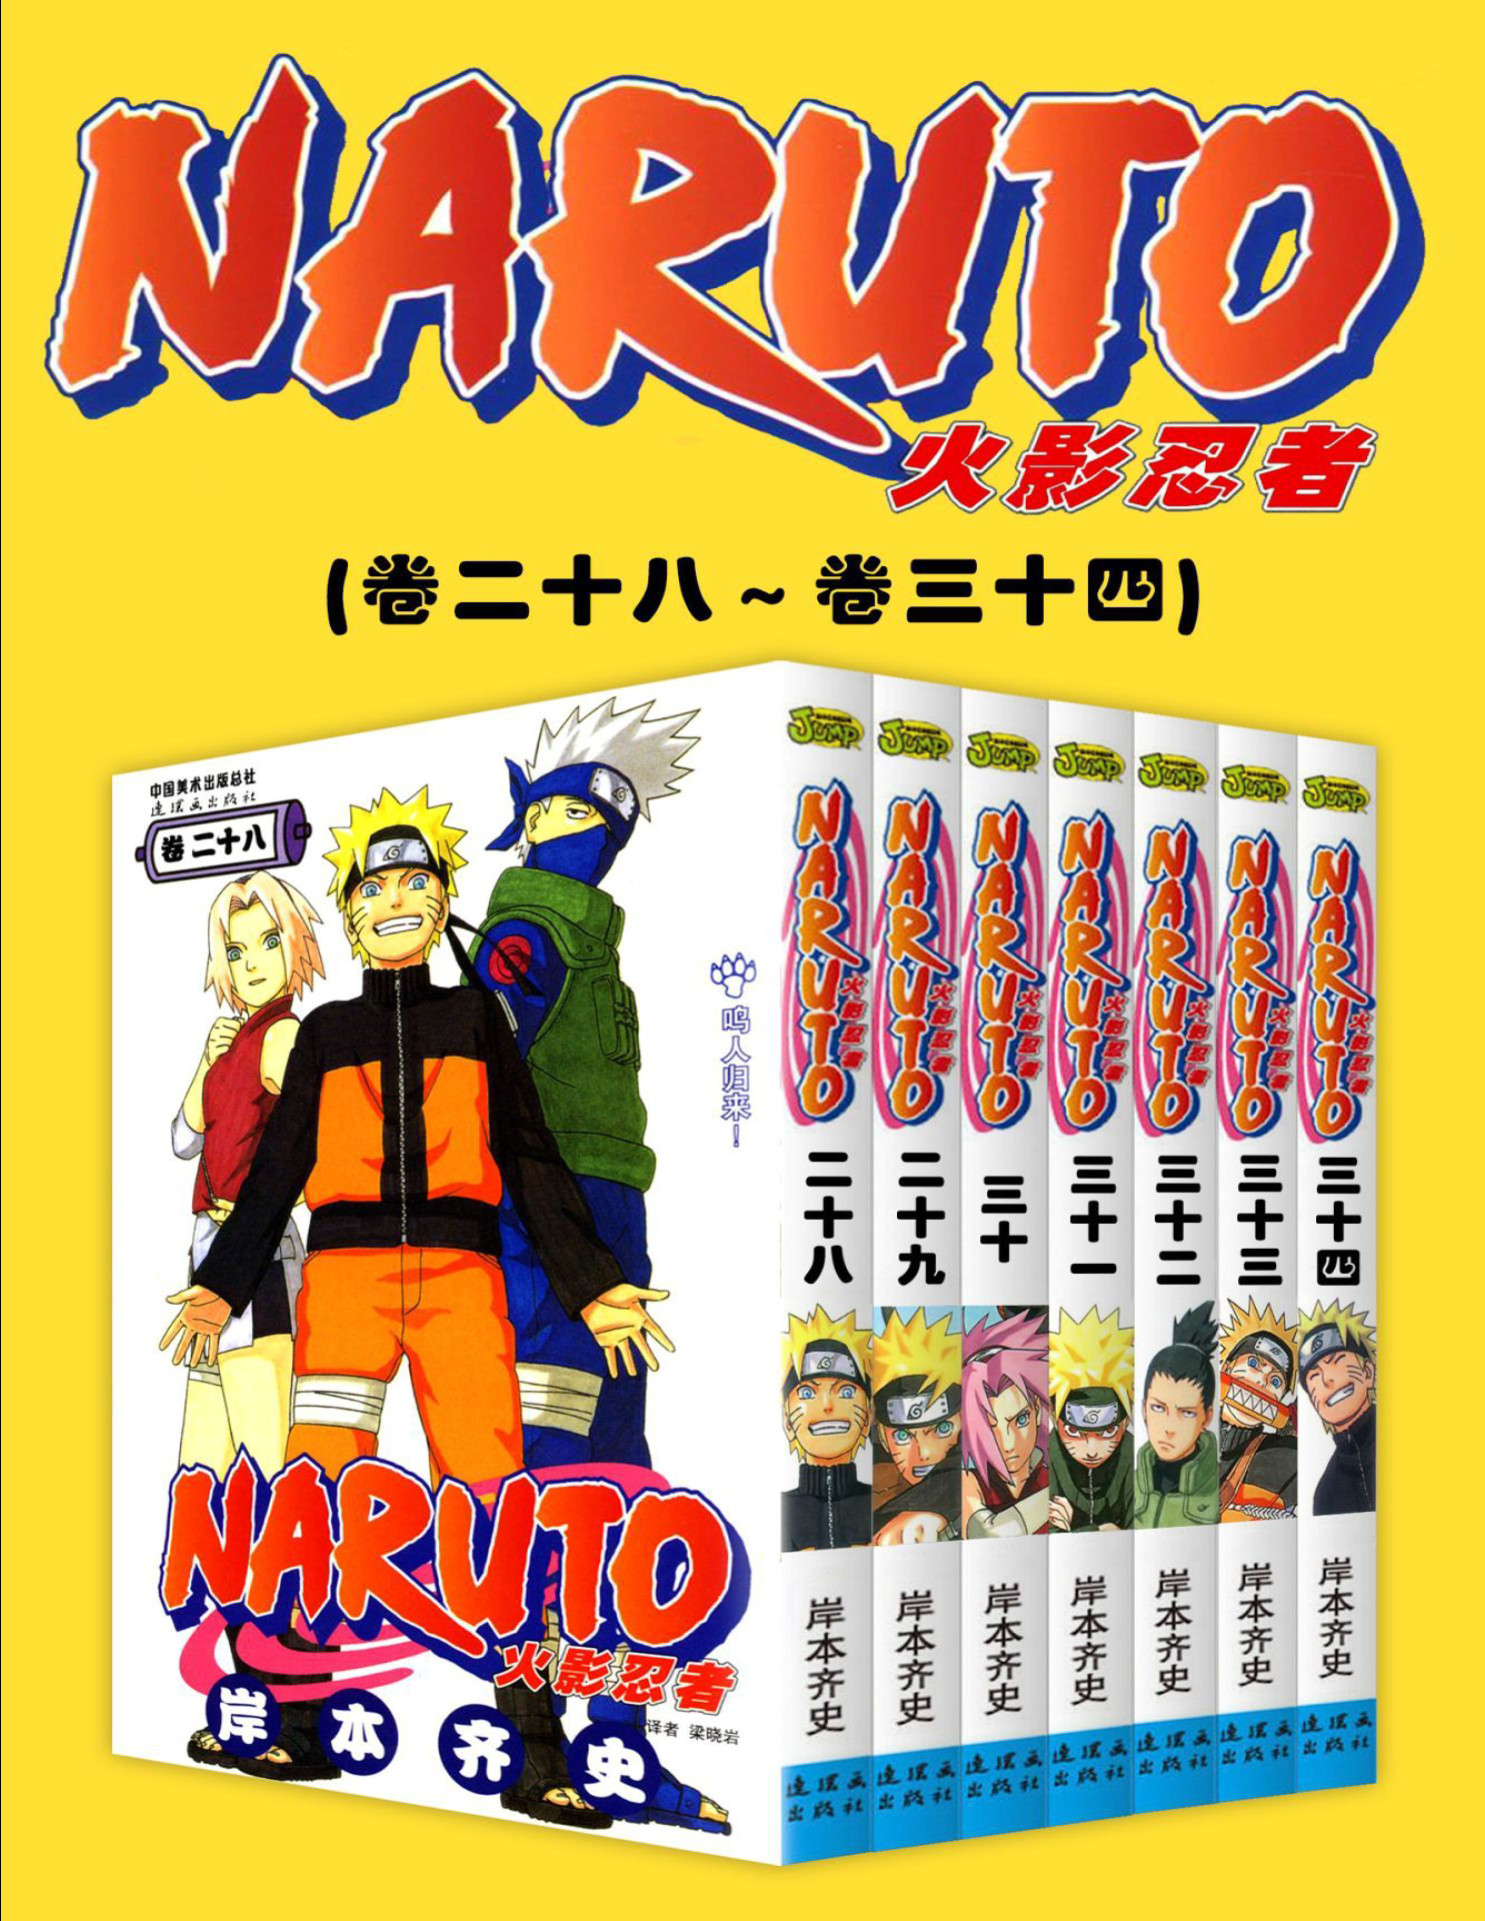 NARUTO
火影忍者
(卷二十八~卷三十四)
中国美术出版总社
连环画出版社
卷二十八
鸣人归来!
NARUTO
火影忍者
译者 梁晓岩
岸本齐史
JUMP
NARUTO
火影忍者
二十八
岸本齐史
连环画
出版社
JUMP
NARUTO
火影忍者
二十九
岸本齐史
连环画
出版社
JUMP
NARUTO
火影忍者
三十
岸本齐史
连环画
出版社
JUMP
NARUTO
火影忍者
三十一
岸本齐史
连环画
出版社
JUMP
NARUTO
火影忍者
三十二
岸本齐史
连环画
出版社
JUMP
NARUTO
火影忍者
三十三
岸本齐史
连环画
出版社
JUMP
NARUTO
火影忍者
三十四
岸本齐史
连环画
出版社